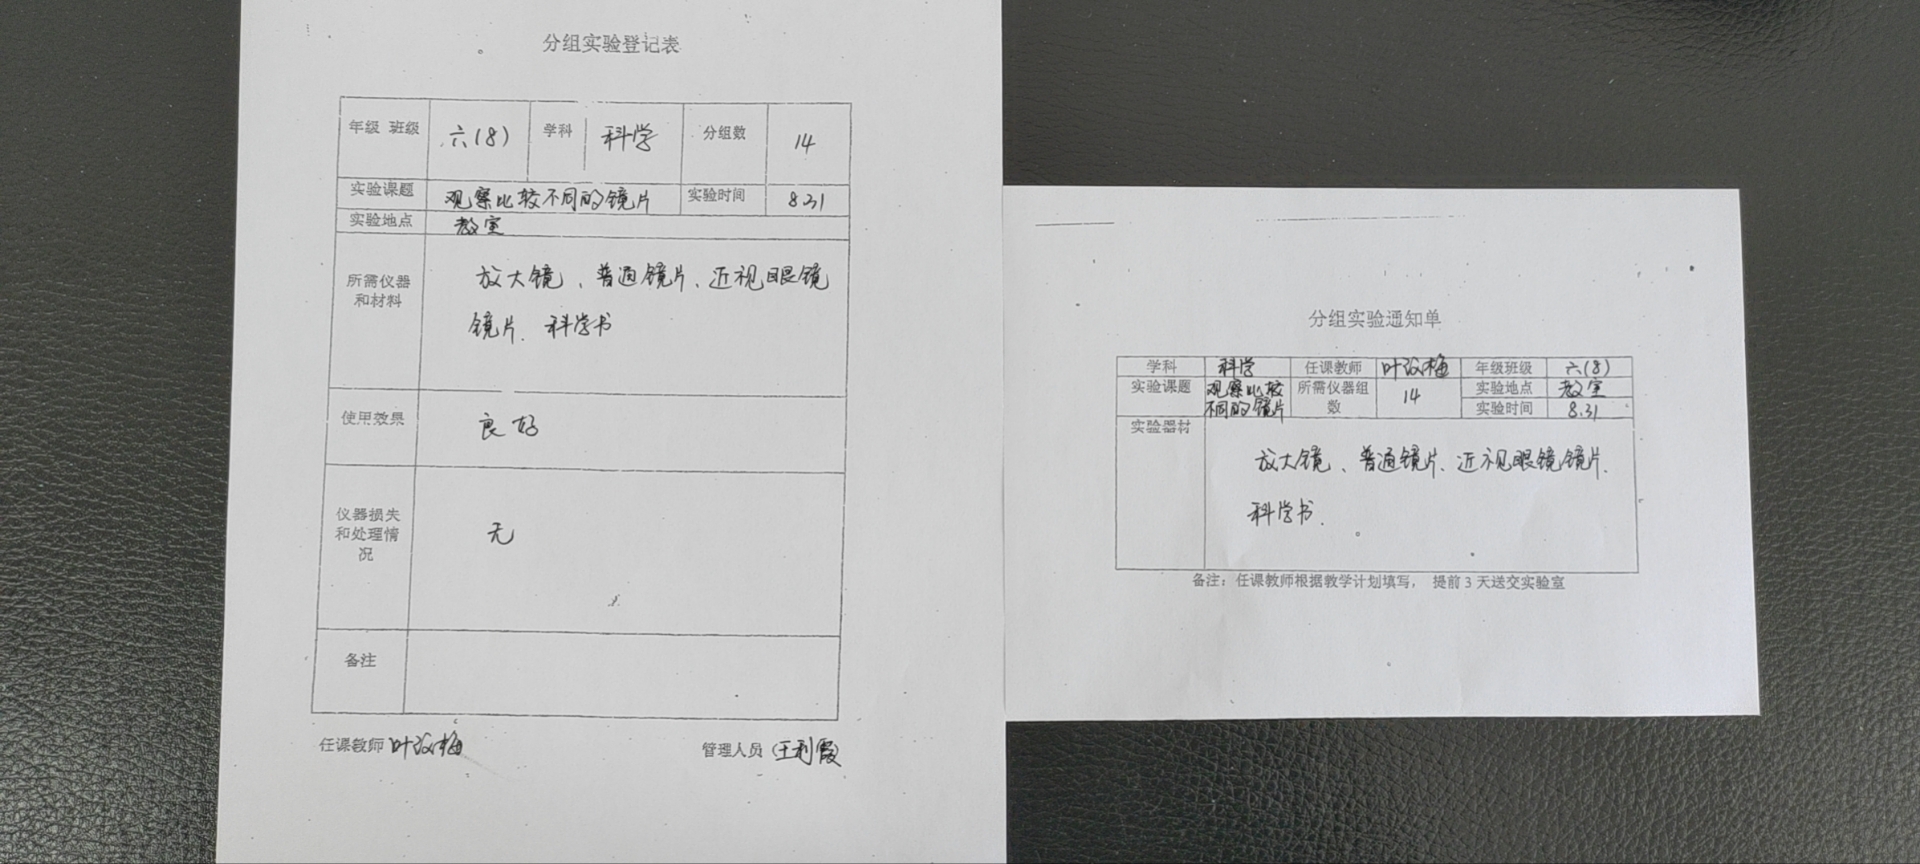 分组实验登记表
年级 班级 六(8) 学科 科学 分组数 14
实验课题 观察比较不同的镜片 实验时间 8.31
实验地点 教室
所需仪器
和材料
放大镜、普通镜片、近视眼镜
镜片、科学书
使用效果 良好
仪器损失
和处理情
况
无
备注
任课教师 叶 梅 管理人员 王利霞
分组实验通知单
学科 科学 任课教师 叶 梅 年级班级 六(8)
实验课题 观察比较
不同的镜片
所需仪器组
数
14
实验地点 教室
实验时间 8.31
实验器材
放大镜、普通镜片、近视眼镜镜片、
科学书.
备注：任课教师根据教学计划填写， 提前 3 天送交实验室